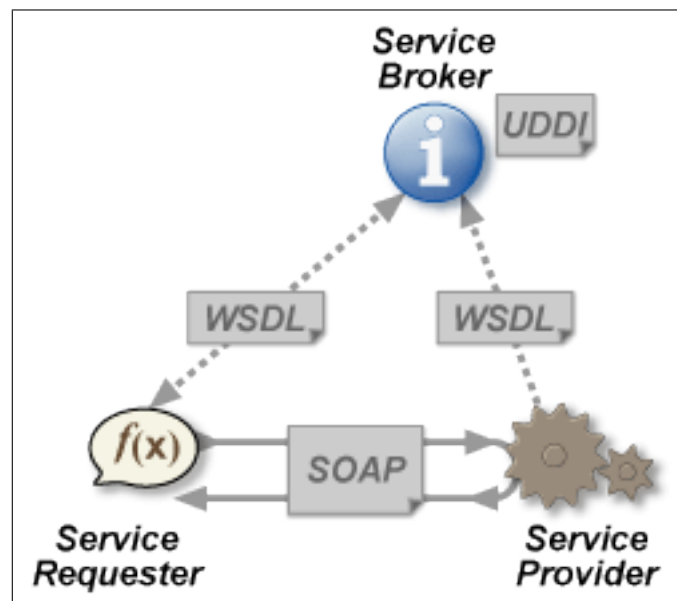 Service
Broker
i
UDDI
WSDL
WSDL
f(x)
SOAP
Service
Requester
Service
Provider